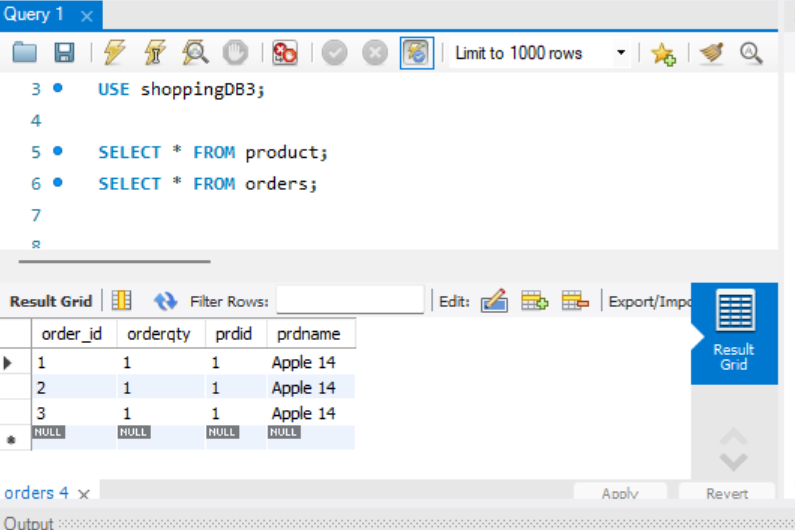 Query 1
Limit to 1000 rows
3 USE shoppingDB3;
4
5 SELECT * FROM product;
6 SELECT * FROM orders;
7
8
Result Grid Filter Rows: Edit: Export/Impo
Result Grid
order_id orderqty prdid prdname
1 1 1 Apple 14
2 1 1 Apple 14
3 1 1 Apple 14
NULL NULL NULL NULL
orders 4 Apply Revert
Output